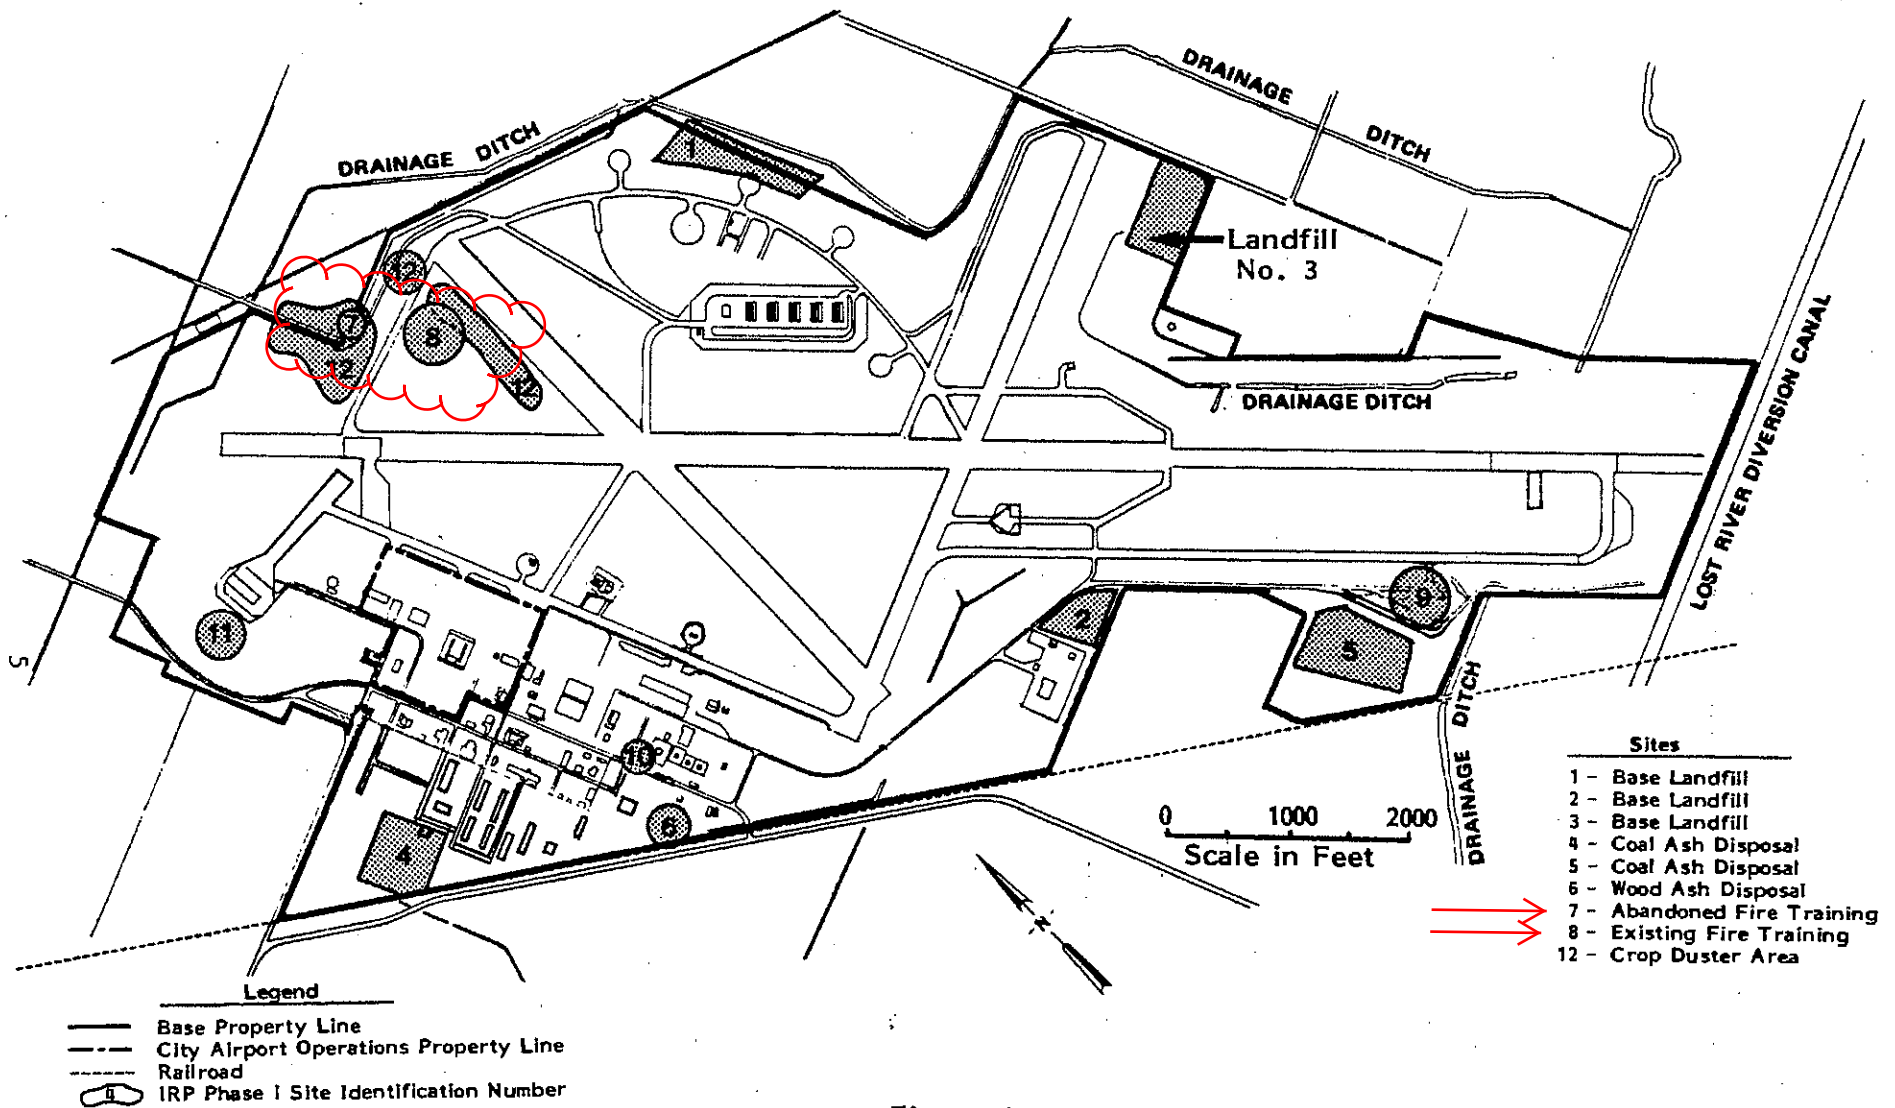 DRAINAGE DITCH
DRAINAGE DITCH
1
Landfill
No. 3
7
8
12
12
DRAINAGE DITCH
LOST RIVER DIVERSION CANAL
9
2
5
11
5
10
6
4
DRAINAGE DITCH
0 1000 2000
Scale in Feet
N
Sites
1 - Base Landfill
2 - Base Landfill
3 - Base Landfill
4 - Coal Ash Disposal
5 - Coal Ash Disposal
6 - Wood Ash Disposal
7 - Abandoned Fire Training
8 - Existing Fire Training
12 - Crop Duster Area
Legend
Base Property Line
City Airport Operations Property Line
Railroad
IRP Phase I Site Identification Number